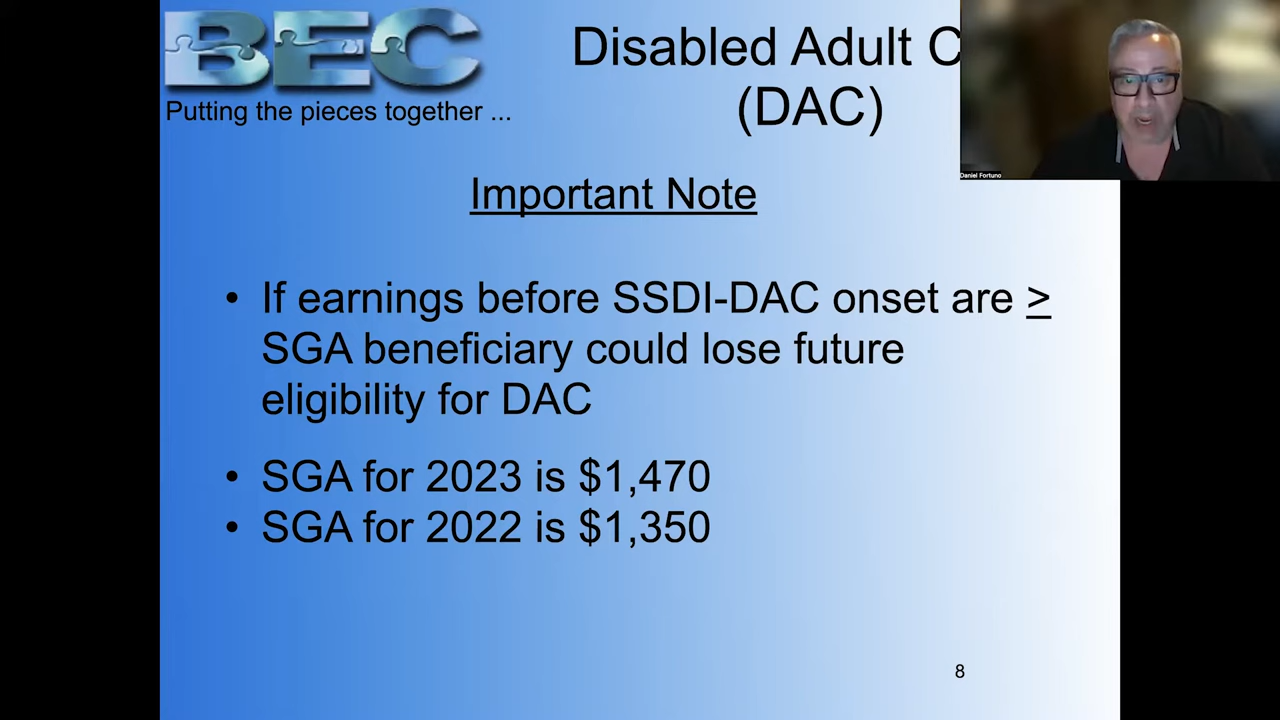 BEC
Putting the pieces together ...
Disabled Adult C
(DAC)
Daniel Fortuno
Important Note
• If earnings before SSDI-DAC onset are ≥
SGA beneficiary could lose future
eligibility for DAC
• SGA for 2023 is $1,470
• SGA for 2022 is $1,350
8